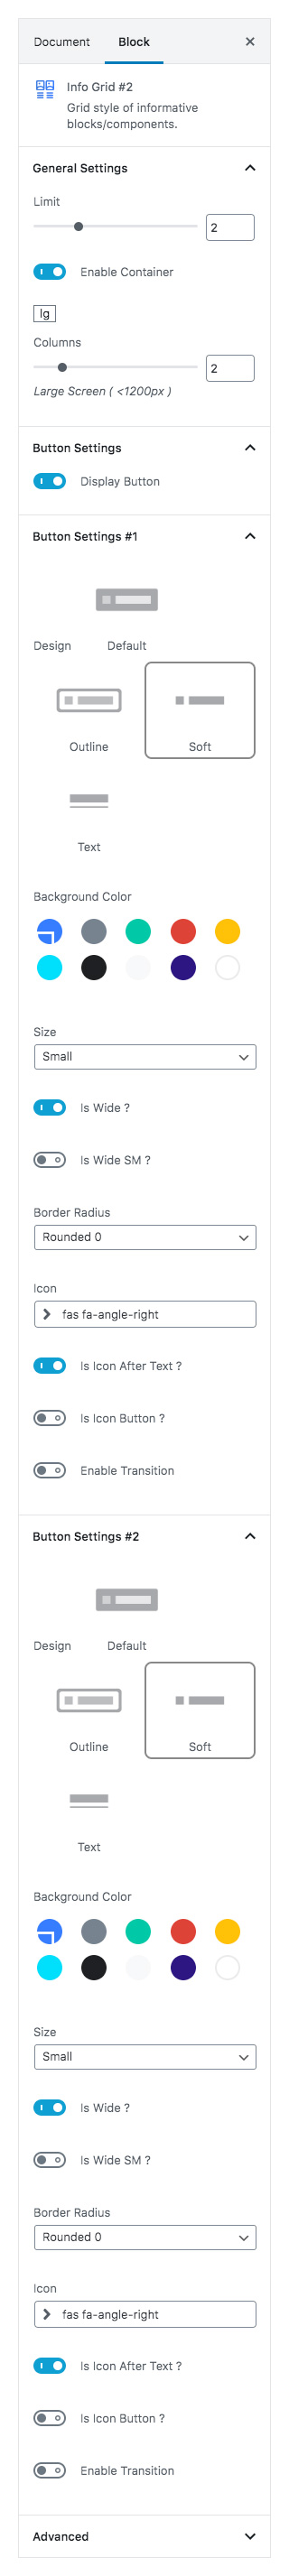 Document Block
Info Grid #2
Grid style of informative
blocks/components.
General Settings
Limit
2
Enable Container
lg
Columns
2
Large Screen ( <1200px )
Button Settings
Display Button
Button Settings #1
Design Default
Outline Soft
Text
Background Color
Size
Small
Is Wide ?
Is Wide SM ?
Border Radius
Rounded 0
Icon
fas fa-angle-right
Is Icon After Text ?
Is Icon Button ?
Enable Transition
Button Settings #2
Design Default
Outline Soft
Text
Background Color
Size
Small
Is Wide ?
Is Wide SM ?
Border Radius
Rounded 0
Icon
fas fa-angle-right
Is Icon After Text ?
Is Icon Button ?
Enable Transition
Advanced